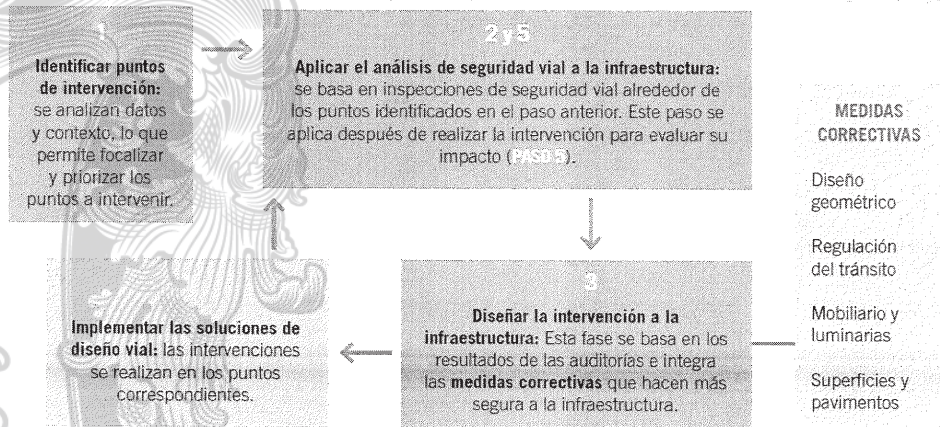 1
Identificar puntos
de intervención:
se analizan datos
y contexto, lo que
permite focalizar
y priorizar los
puntos a intervenir.
2 y 5
Aplicar el análisis de seguridad vial a la infraestructura:
se basa en inspecciones de seguridad vial alrededor de
los puntos identificados en el paso anterior. Este paso se
aplica después de realizar la intervención para evaluar su
impacto (PASO 5).
3
Diseñar la intervención a la
infraestructura: Esta fase se basa en los
resultados de las auditorías e integra
las medidas correctivas que hacen más
segura a la infraestructura.
Implementar las soluciones de
diseño vial: las intervenciones
se realizan en los puntos
correspondientes.
MEDIDAS
CORRECTIVAS
Diseño
geométrico
Regulación
del tránsito
Mobiliario y
luminarias
Superficies y
pavimentos